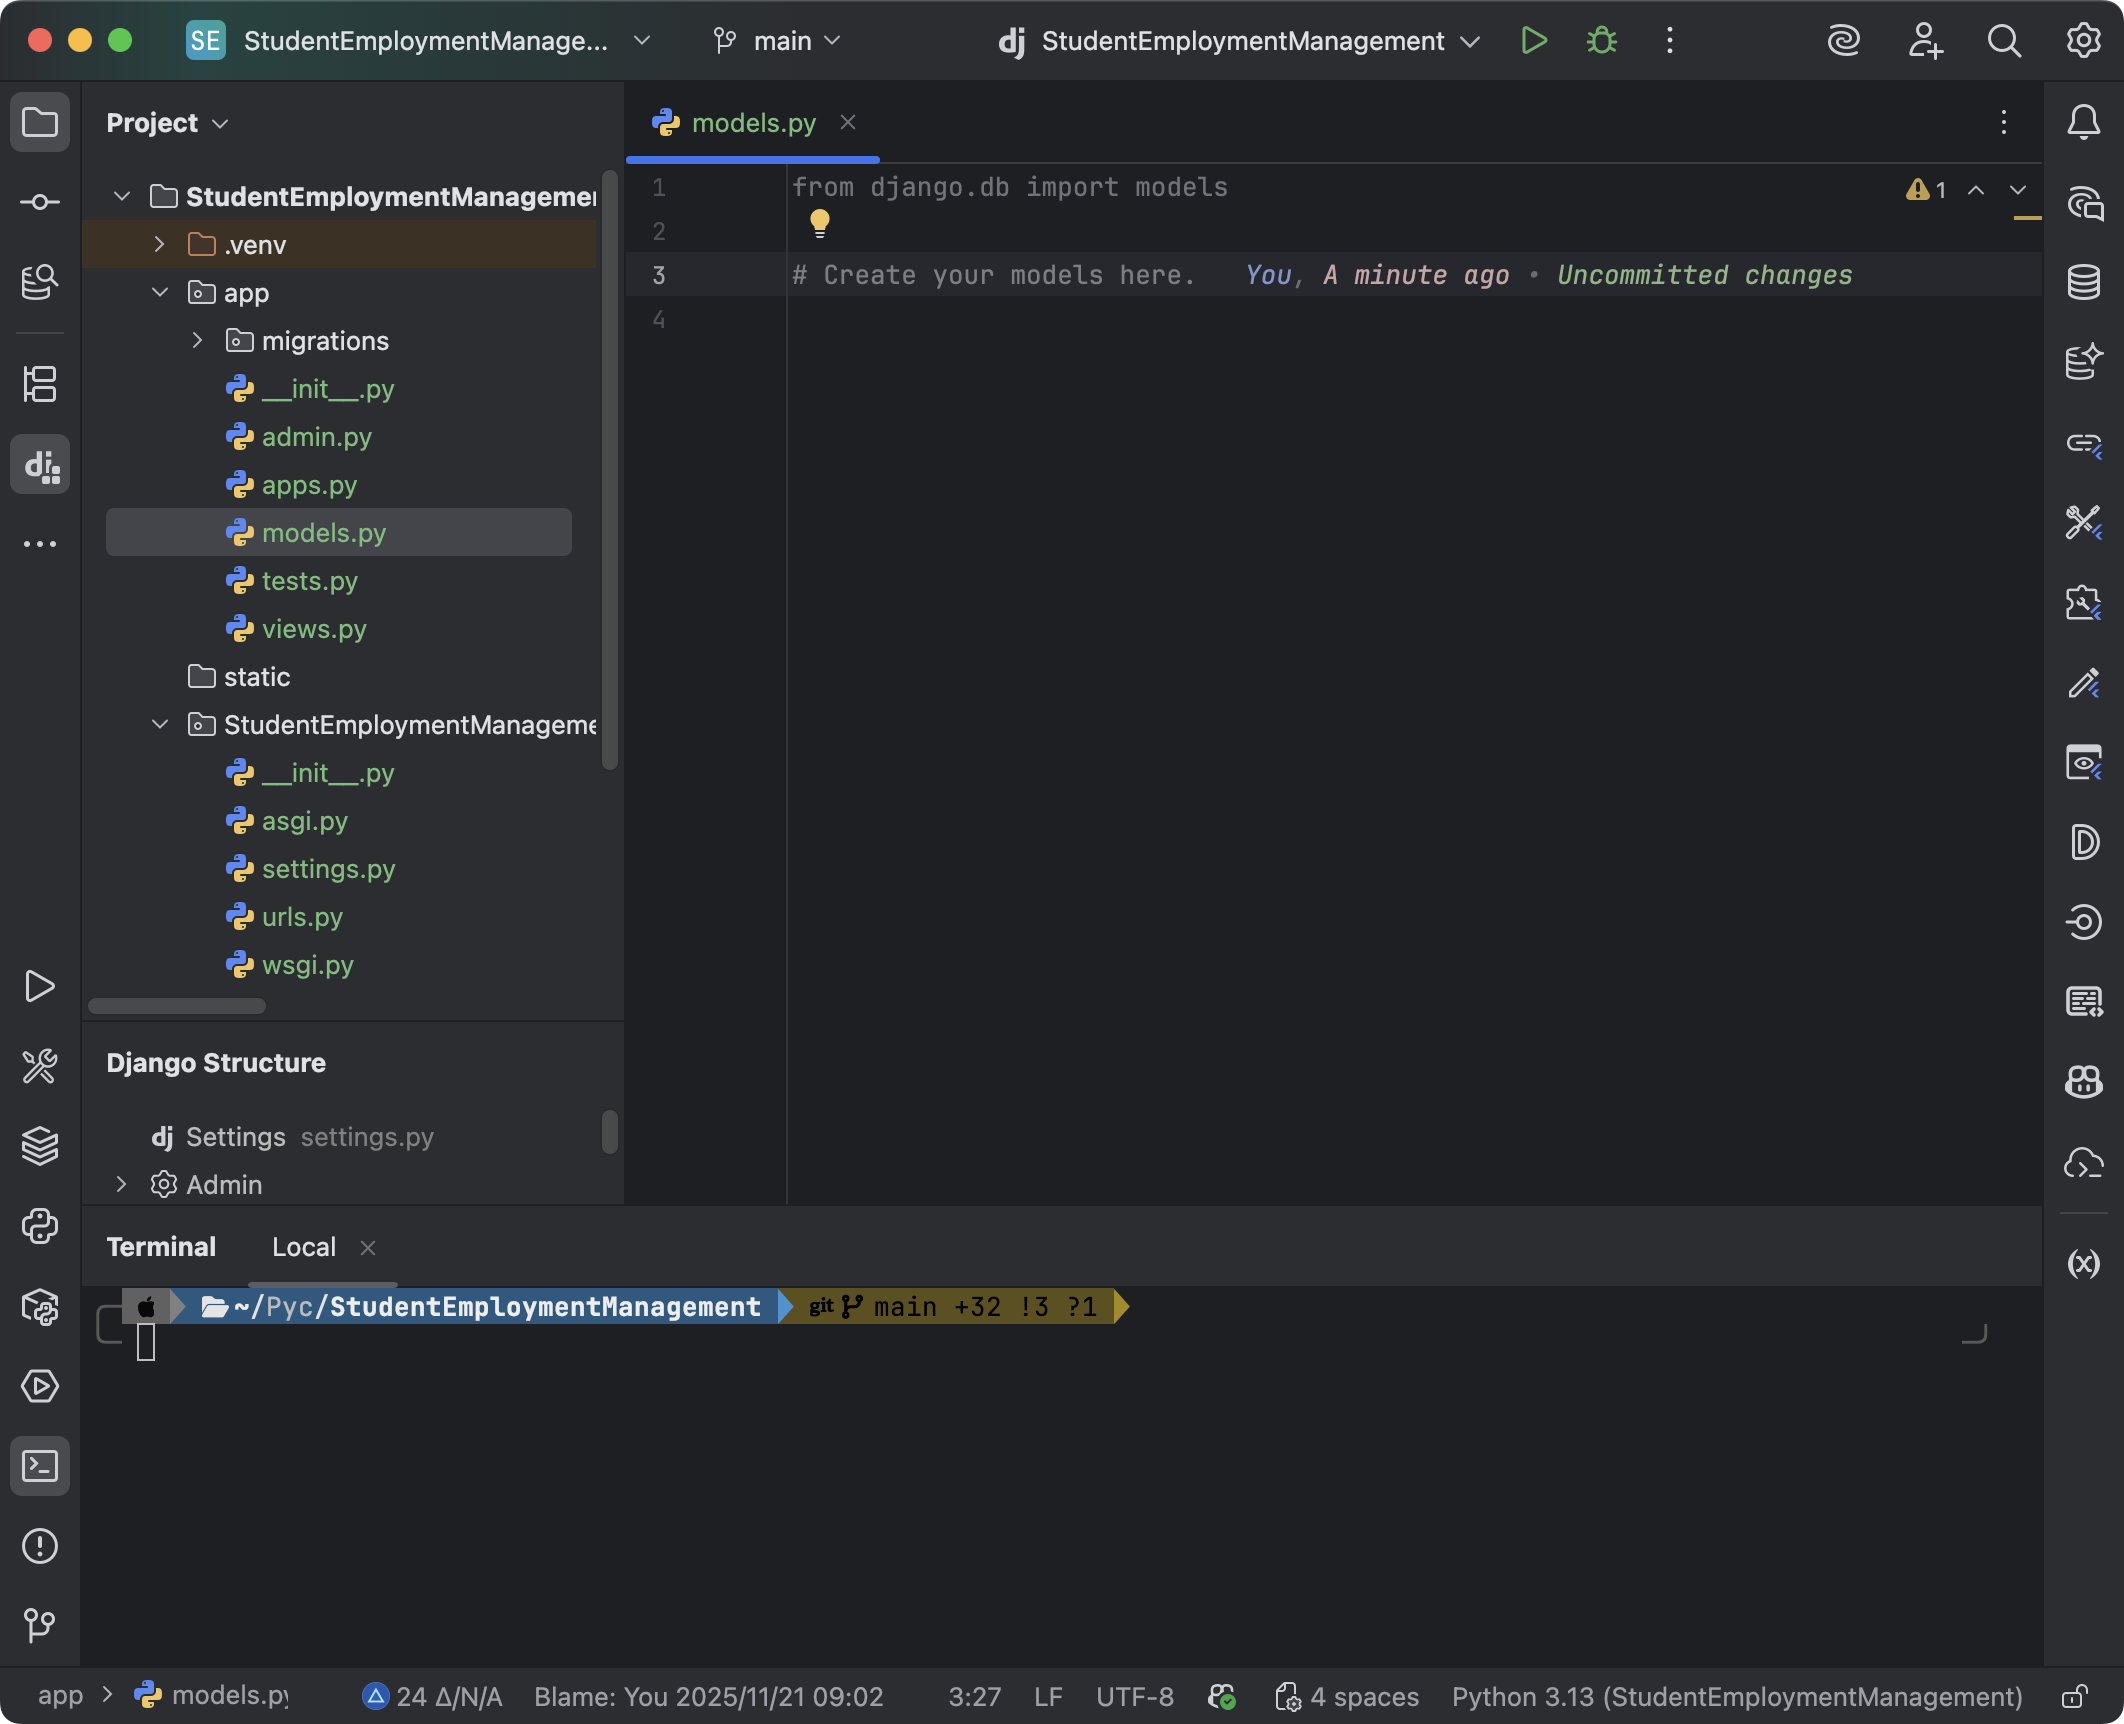 SE StudentEmploymentManage... main dj StudentEmploymentManagement
Project
models.py
StudentEmploymentManagemen
.venv
app
migrations
__init__.py
admin.py
apps.py
models.py
tests.py
views.py
static
StudentEmploymentManageme
__init__.py
asgi.py
settings.py
urls.py
wsgi.py
1 from django.db import models
2
3 # Create your models here. You, A minute ago • Uncommitted changes
4
1
Django Structure
dj Settings settings.py
Admin
Terminal Local
~/Pyc/StudentEmploymentManagement git main +32 !3 ?1
app > models.py 24 Δ/N/A Blame: You 2025/11/21 09:02 3:27 LF UTF-8 4 spaces Python 3.13 (StudentEmploymentManagement)